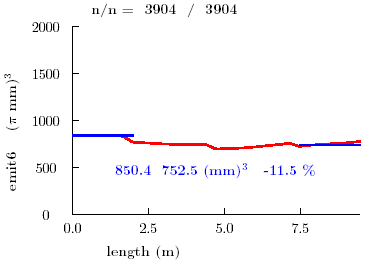 n/n = 3904 / 3904
2000
1500
1000
500
0
emit6 (π mm)³
850.4 752.5 (mm)³ -11.5 %
0.0 2.5 5.0 7.5
length (m)